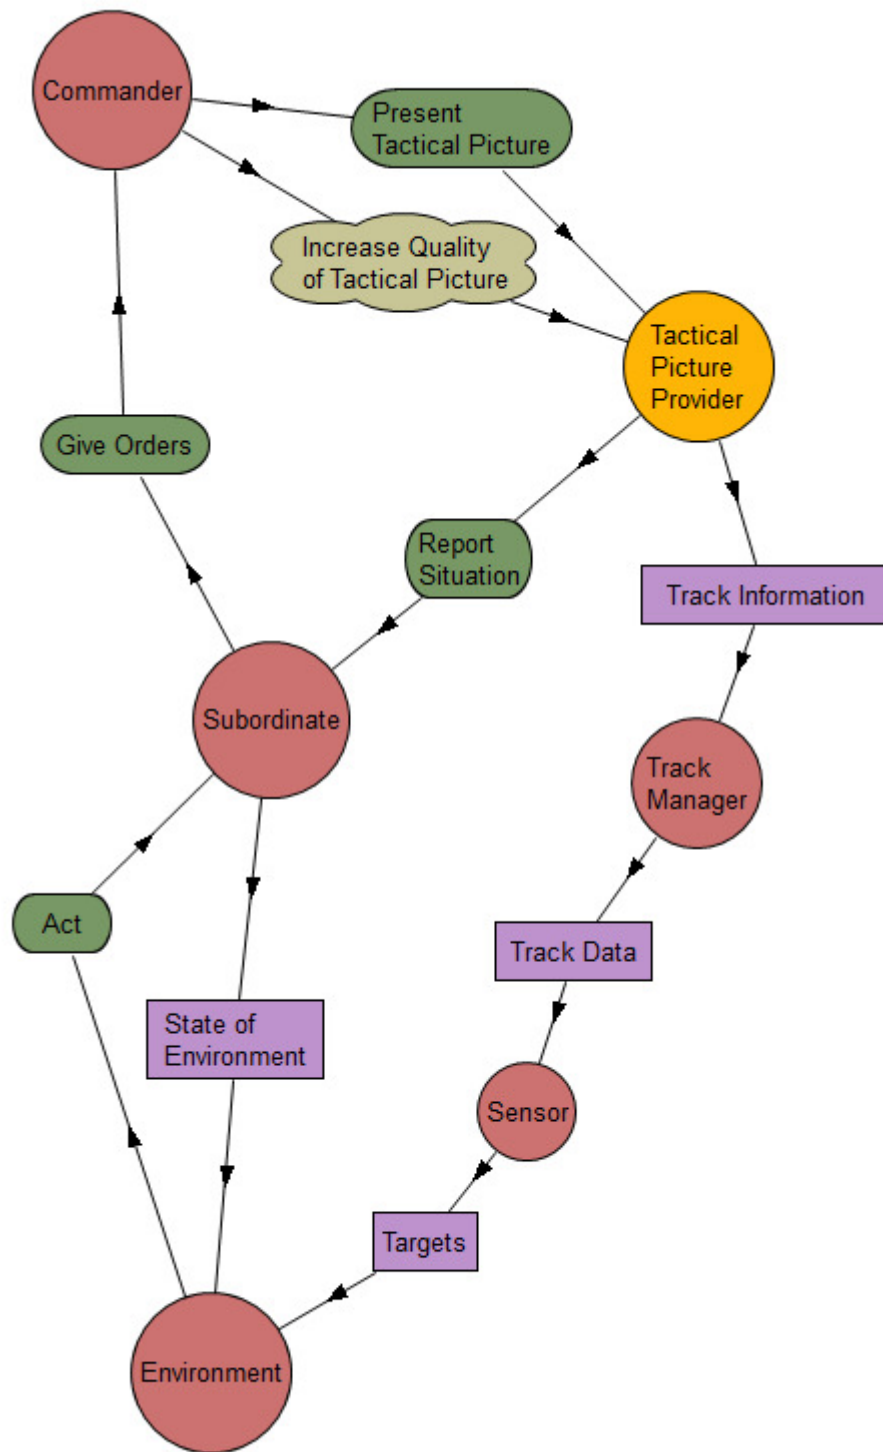 Commander
Present
Tactical Picture
Increase Quality
of Tactical Picture
Tactical
Picture
Provider
Give Orders
Report
Situation
Track Information
Subordinate
Track
Manager
Act
Track Data
State of
Environment
Sensor
Targets
Environment